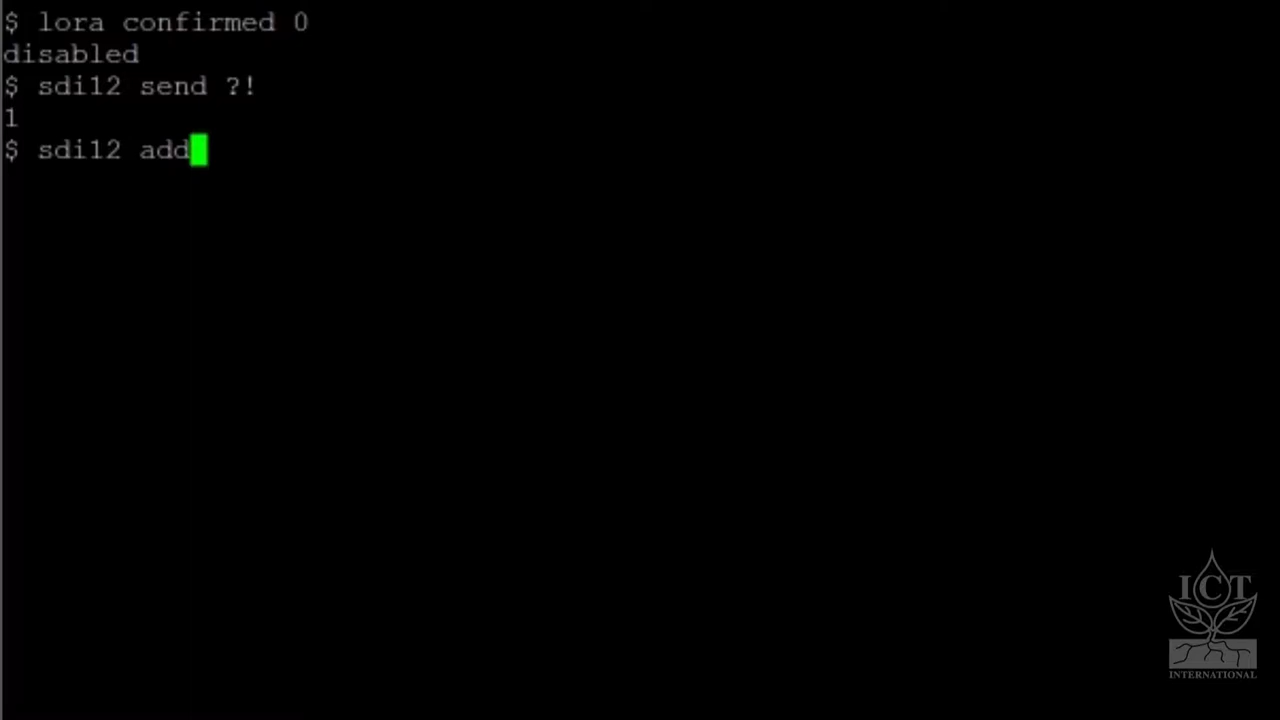 $ lora confirmed 0
disabled
$ sdi12 send ?!
1
$ sdi12 add
ICT
INTERNATIONAL